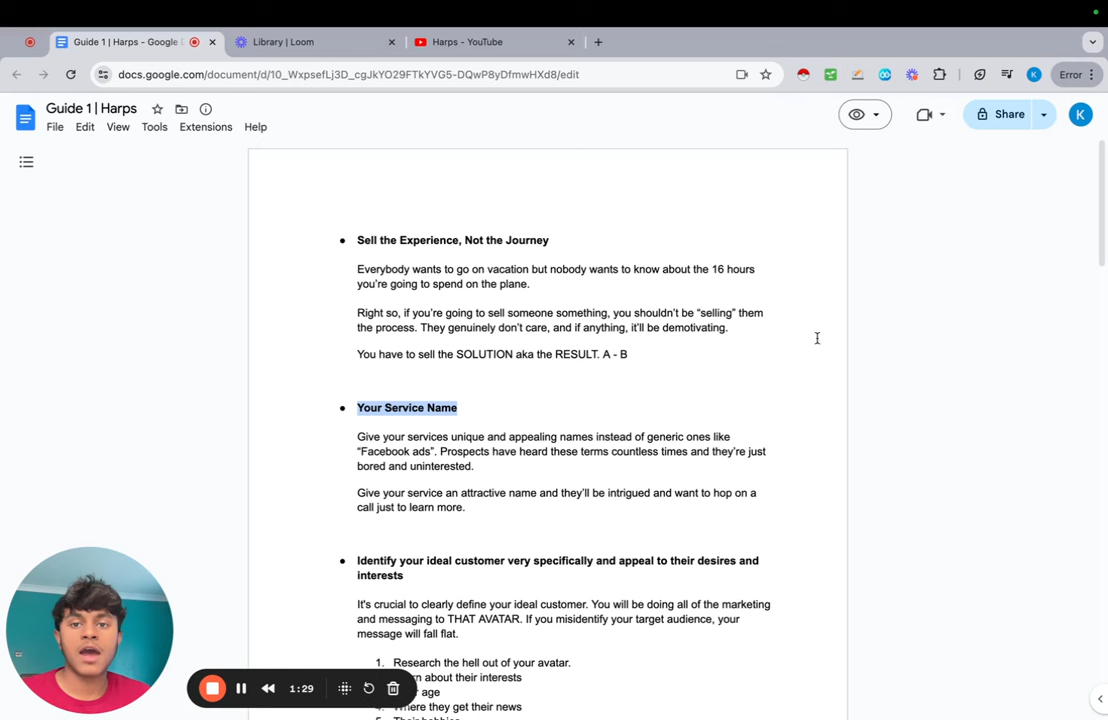 Guide 1 | Harps - Google
Library | Loom
Harps - YouTube
docs.google.com/document/d/10_WxpsefLj3D_cgJkYO29FTkYVG5-DQwP8yDfmwHXd8/edit
K
Error
Guide 1 | Harps
File Edit View Tools Extensions Help
Share
K
● Sell the Experience, Not the Journey
Everybody wants to go on vacation but nobody wants to know about the 16 hours
you’re going to spend on the plane.
Right so, if you’re going to sell someone something, you shouldn’t be “selling” them
the process. They genuinely don’t care, and if anything, it’ll be demotivating.
You have to sell the SOLUTION aka the RESULT. A - B
● Your Service Name
Give your services unique and appealing names instead of generic ones like
“Facebook ads”. Prospects have heard these terms countless times and they’re just
bored and uninterested.
Give your service an attractive name and they’ll be intrigued and want to hop on a
call just to learn more.
● Identify your ideal customer very specifically and appeal to their desires and
interests
It's crucial to clearly define your ideal customer. You will be doing all of the marketing
and messaging to THAT AVATAR. If you misidentify your target audience, your
message will fall flat.
1. Research the hell out of your avatar.
about their interests
age
Where they get their news
1:29